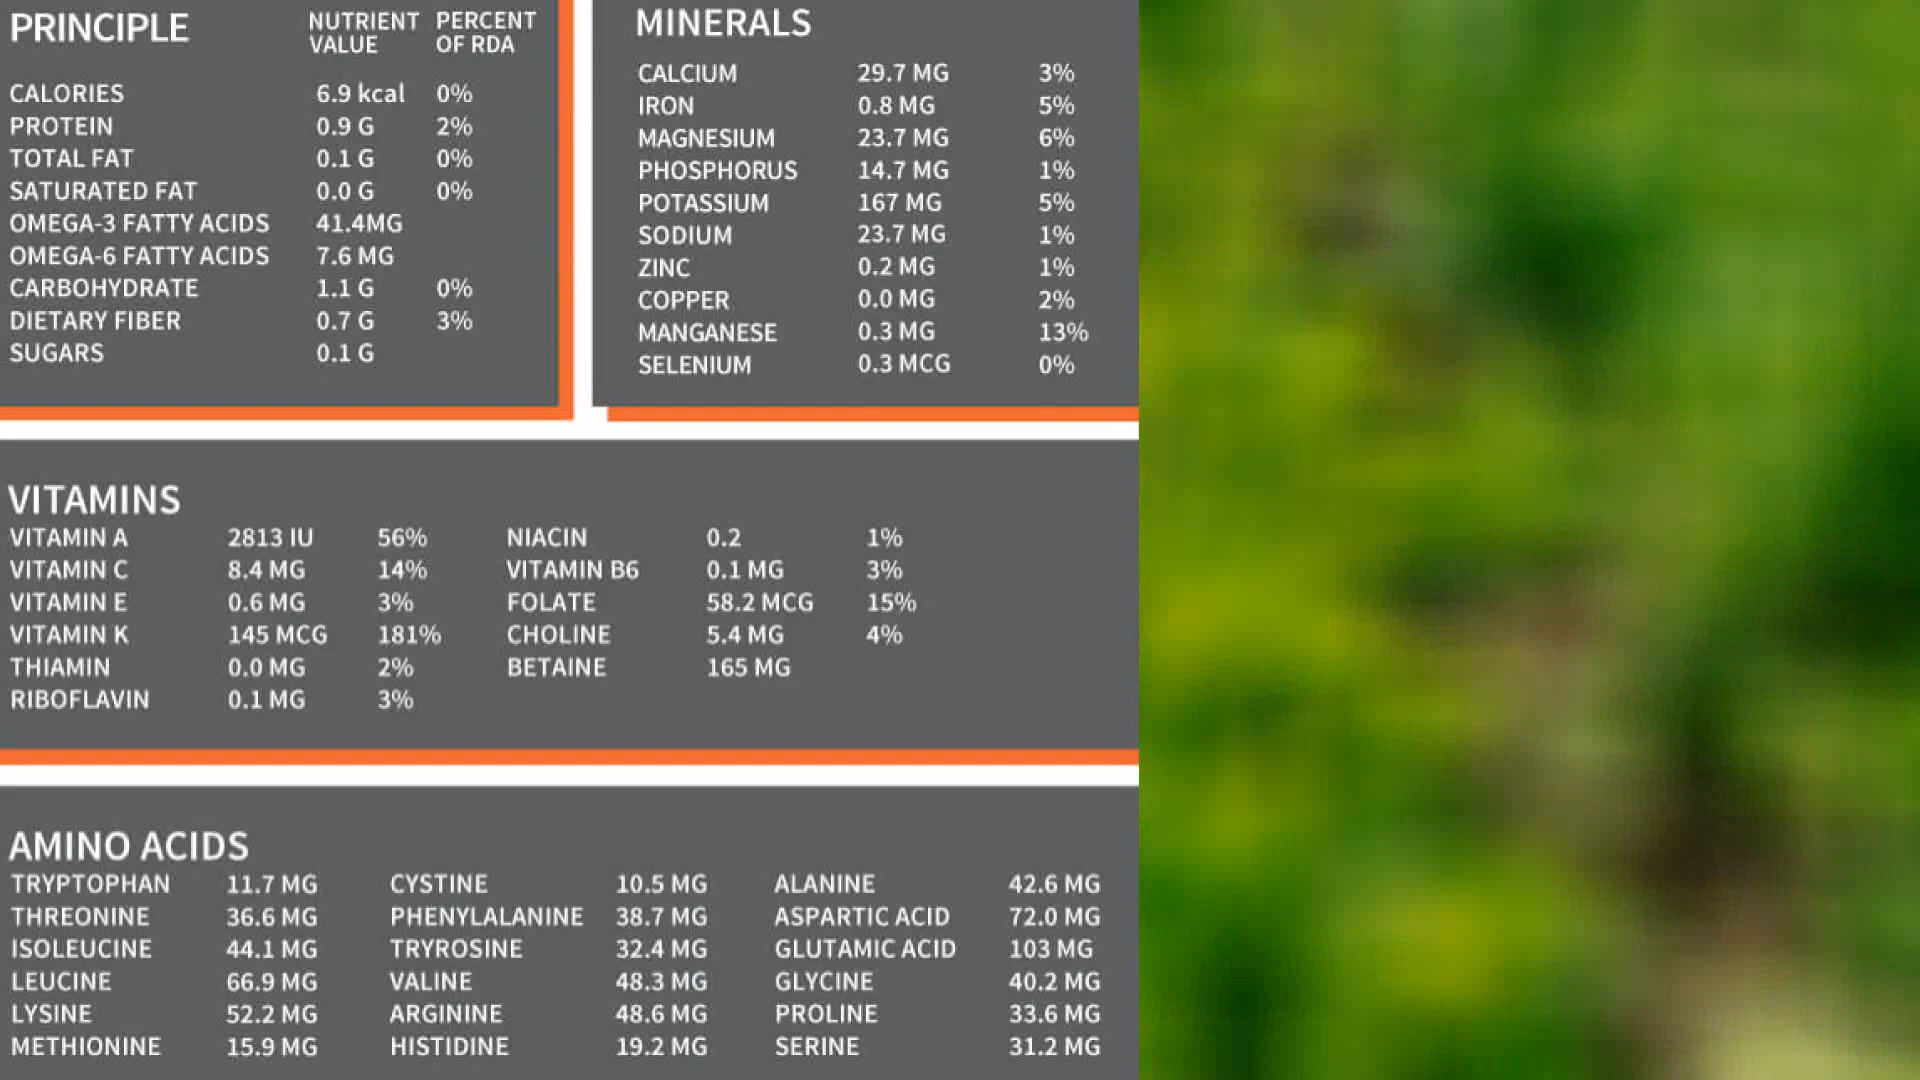 PRINCIPLE NUTRIENT VALUE PERCENT OF RDA
CALORIES 6.9 kcal 0%
PROTEIN 0.9 G 2%
TOTAL FAT 0.1 G 0%
SATURATED FAT 0.0 G 0%
OMEGA-3 FATTY ACIDS 41.4MG
OMEGA-6 FATTY ACIDS 7.6 MG
CARBOHYDRATE 1.1 G 0%
DIETARY FIBER 0.7 G 3%
SUGARS 0.1 G
MINERALS
CALCIUM 29.7 MG 3%
IRON 0.8 MG 5%
MAGNESIUM 23.7 MG 6%
PHOSPHORUS 14.7 MG 1%
POTASSIUM 167 MG 5%
SODIUM 23.7 MG 1%
ZINC 0.2 MG 1%
COPPER 0.0 MG 2%
MANGANESE 0.3 MG 13%
SELENIUM 0.3 MCG 0%
VITAMINS
VITAMIN A 2813 IU 56% NIACIN 0.2 1%
VITAMIN C 8.4 MG 14% VITAMIN B6 0.1 MG 3%
VITAMIN E 0.6 MG 3% FOLATE 58.2 MCG 15%
VITAMIN K 145 MCG 181% CHOLINE 5.4 MG 4%
THIAMIN 0.0 MG 2% BETAINE 165 MG
RIBOFLAVIN 0.1 MG 3%
AMINO ACIDS
TRYPTOPHAN 11.7 MG CYSTINE 10.5 MG ALANINE 42.6 MG
THREONINE 36.6 MG PHENYLALANINE 38.7 MG ASPARTIC ACID 72.0 MG
ISOLEUCINE 44.1 MG TRYROSINE 32.4 MG GLUTAMIC ACID 103 MG
LEUCINE 66.9 MG VALINE 48.3 MG GLYCINE 40.2 MG
LYSINE 52.2 MG ARGININE 48.6 MG PROLINE 33.6 MG
METHIONINE 15.9 MG HISTIDINE 19.2 MG SERINE 31.2 MG